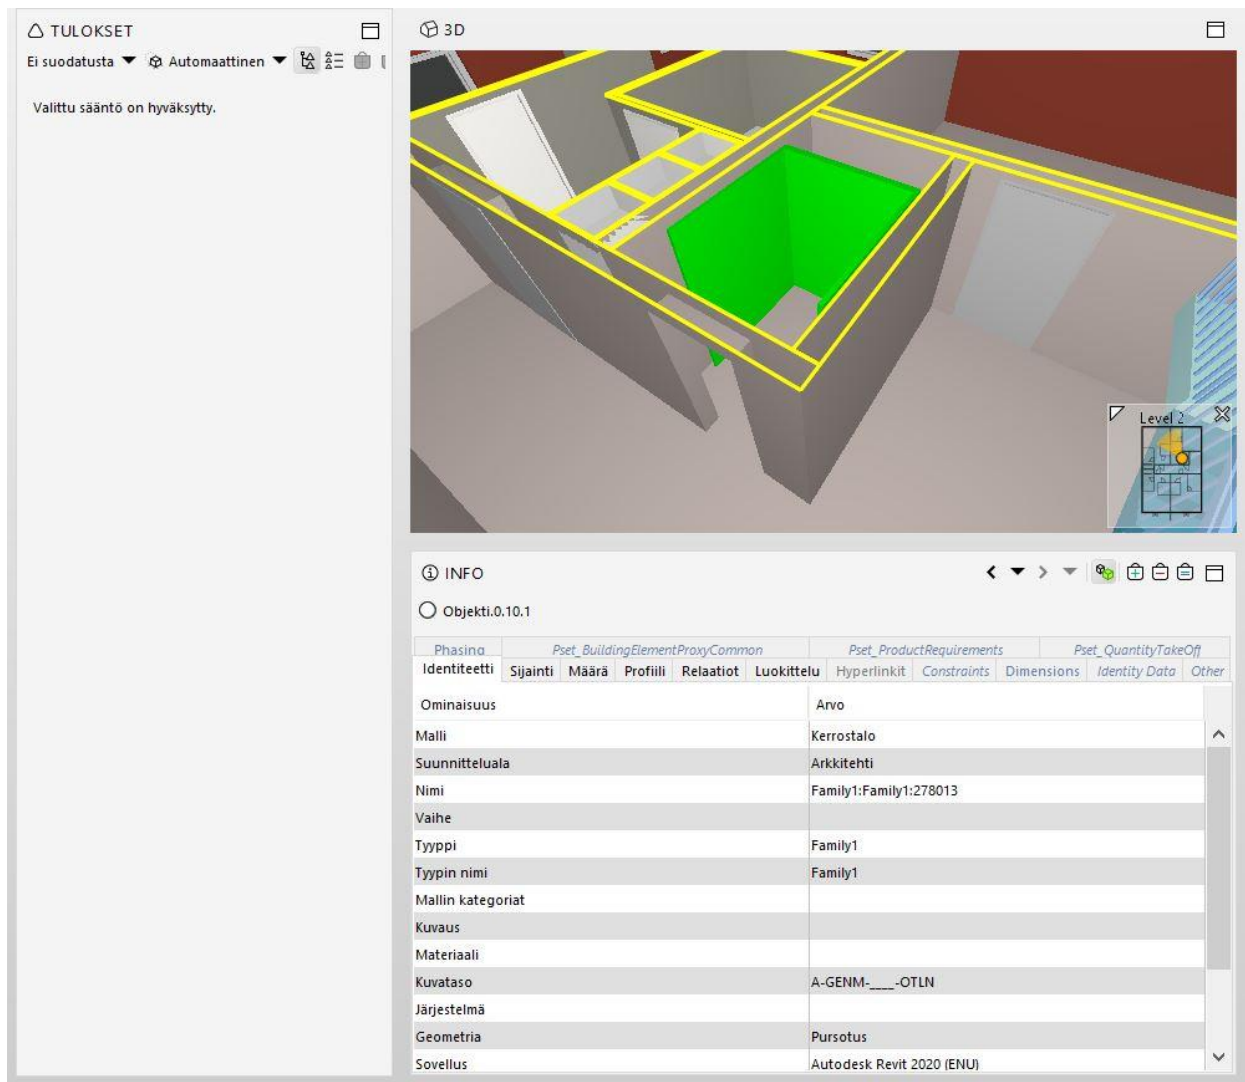 TULOKSET
Ei suodatusta Automaattinen
Valittu sääntö on hyväksytty.
3D
Level 2
INFO
Objekti.0.10.1
Phasing Pset_BuildingElementProxyCommon Pset_ProductRequirements Pset_QuantityTakeOff
Identiteetti Sijainti Määrä Profiili Relaatiot Luokittelu Hyperlinkit Constraints Dimensions Identity Data Other
Ominaisuus Arvo
Malli Kerrostalo
Suunnitteluala Arkkitehti
Nimi Family1:Family1:278013
Vaihe
Tyyppi Family1
Tyypin nimi Family1
Mallin kategoriat
Kuvaus
Materiaali
Kuvataso A-GENM-____-OTLN
Järjestelmä
Geometria Pursotus
Sovellus Autodesk Revit 2020 (ENU)